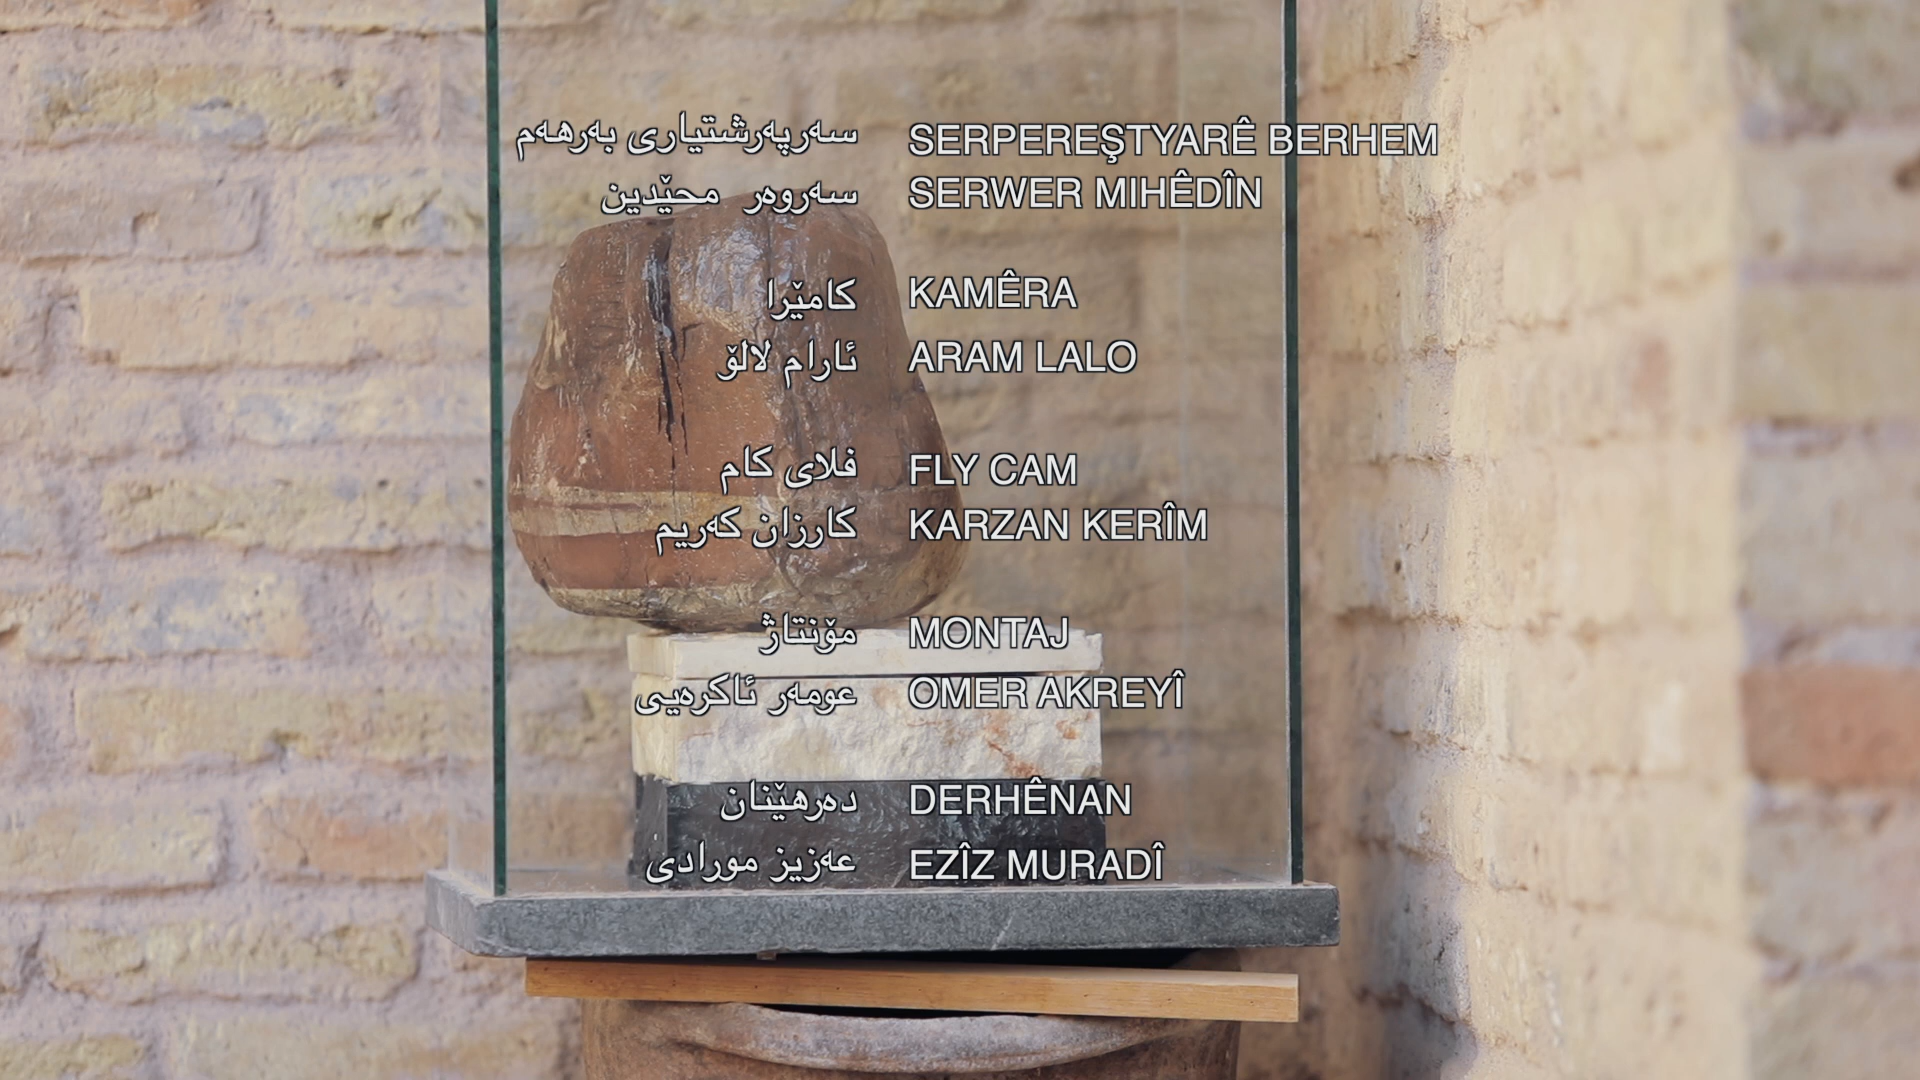 سەرپەرشتیاری بەرهەم SERPEREŞTYARÊ BERHEM
سەروەر محێدین SERWER MIHÊDÎN
کامێرا KAMÊRA
ئارام لالۆ ARAM LALO
فلای کام FLY CAM
کارزان کەریم KARZAN KERÎM
مۆنتاژ MONTAJ
عومەر ئاکرەیی OMER AKREYÎ
دەرهێنان DERHÊNAN
عەزیز مورادی EZÎZ MURADÎ